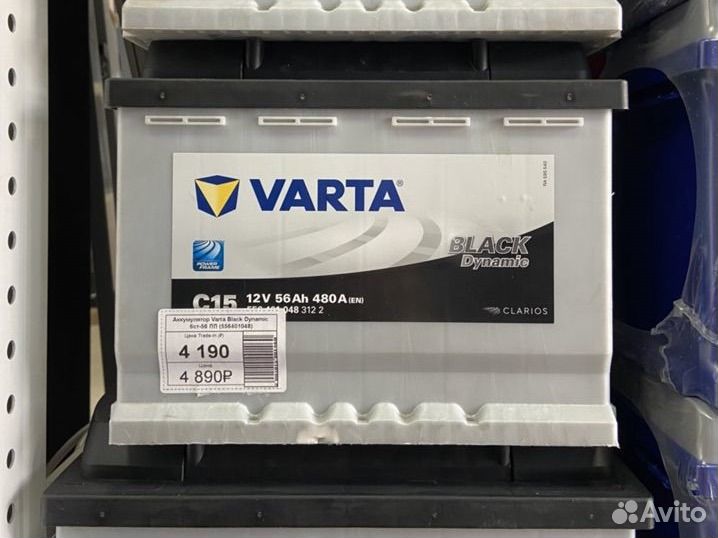 VARTA®
BLACK
Dynamic
POWER FRAME
C15 12V 56Ah 480A (EN)
048 312 2
CLARIOS
Аккумулятор Varta Black Dynamic
6ст-56 ПП (556401048)
Цена Trade-in (₽)
4 190
Цена
4 890₽
Avito